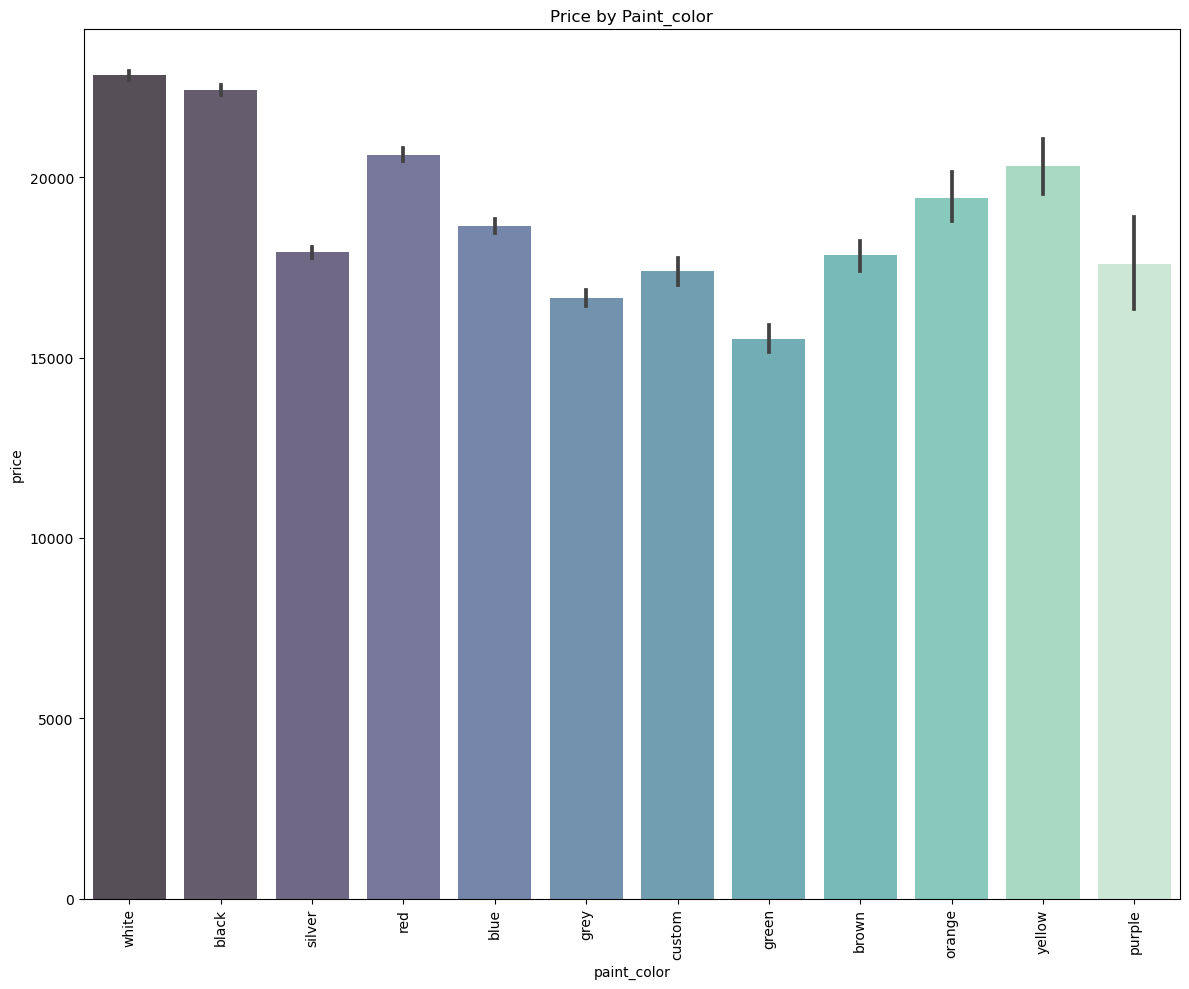 Price by Paint_color
price
20000
15000
10000
5000
0
white
black
silver
red
blue
grey
custom
green
brown
orange
yellow
purple
paint_color